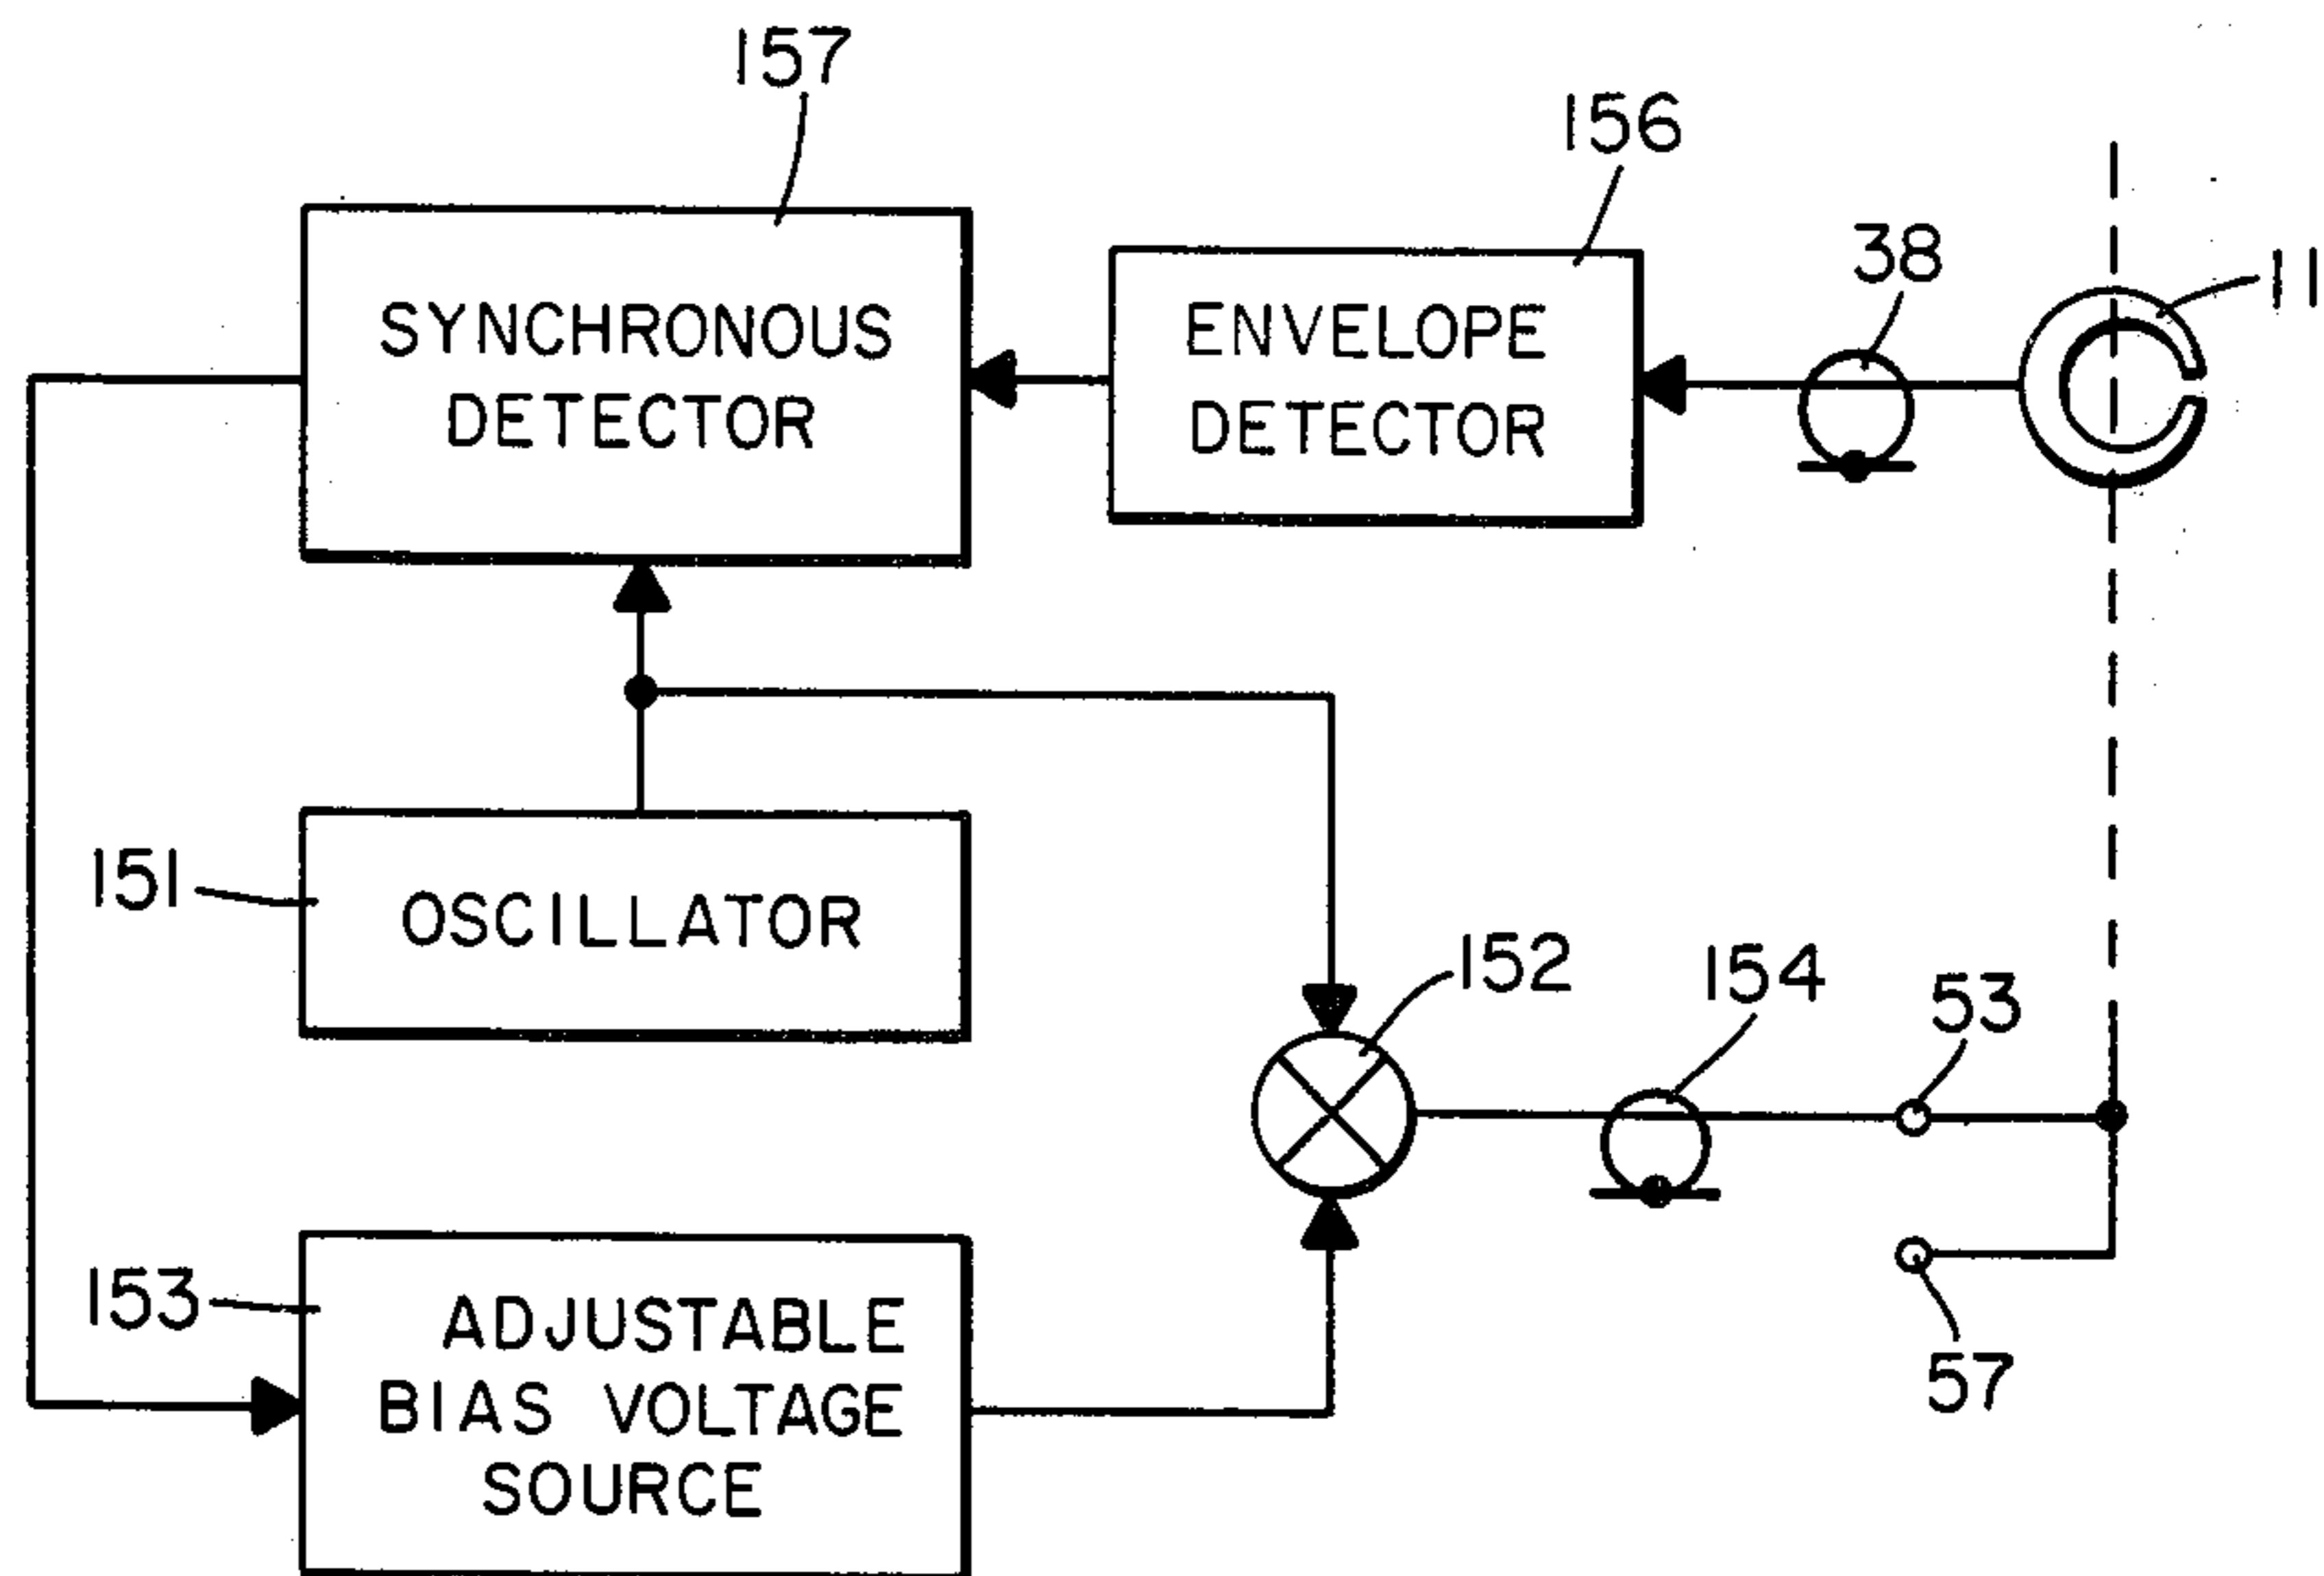 157
156
38
11
SYNCHRONOUS
DETECTOR
ENVELOPE
DETECTOR
151
OSCILLATOR
152
154
53
153
ADJUSTABLE
BIAS VOLTAGE
SOURCE
57